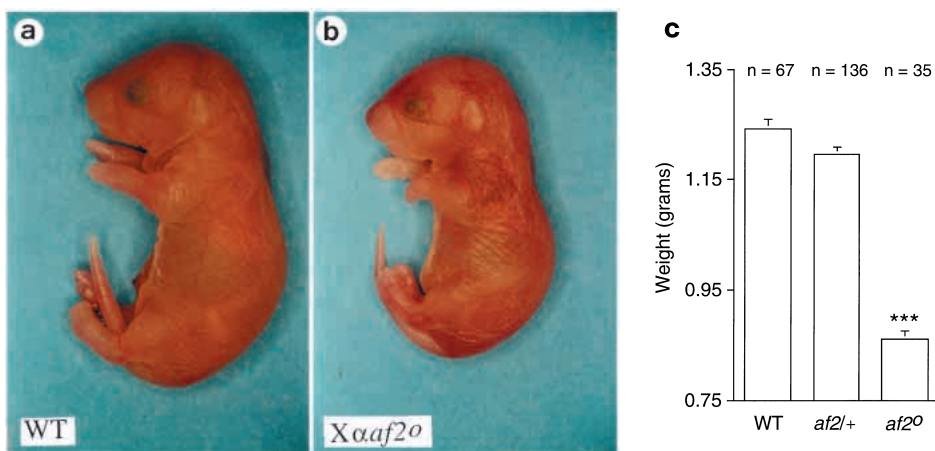 a
WT
b
Xαaf2o
c
n = 67 n = 136 n = 35
1.35
1.15
0.95
0.75
Weight (grams)
***
WT af2/+ af2o